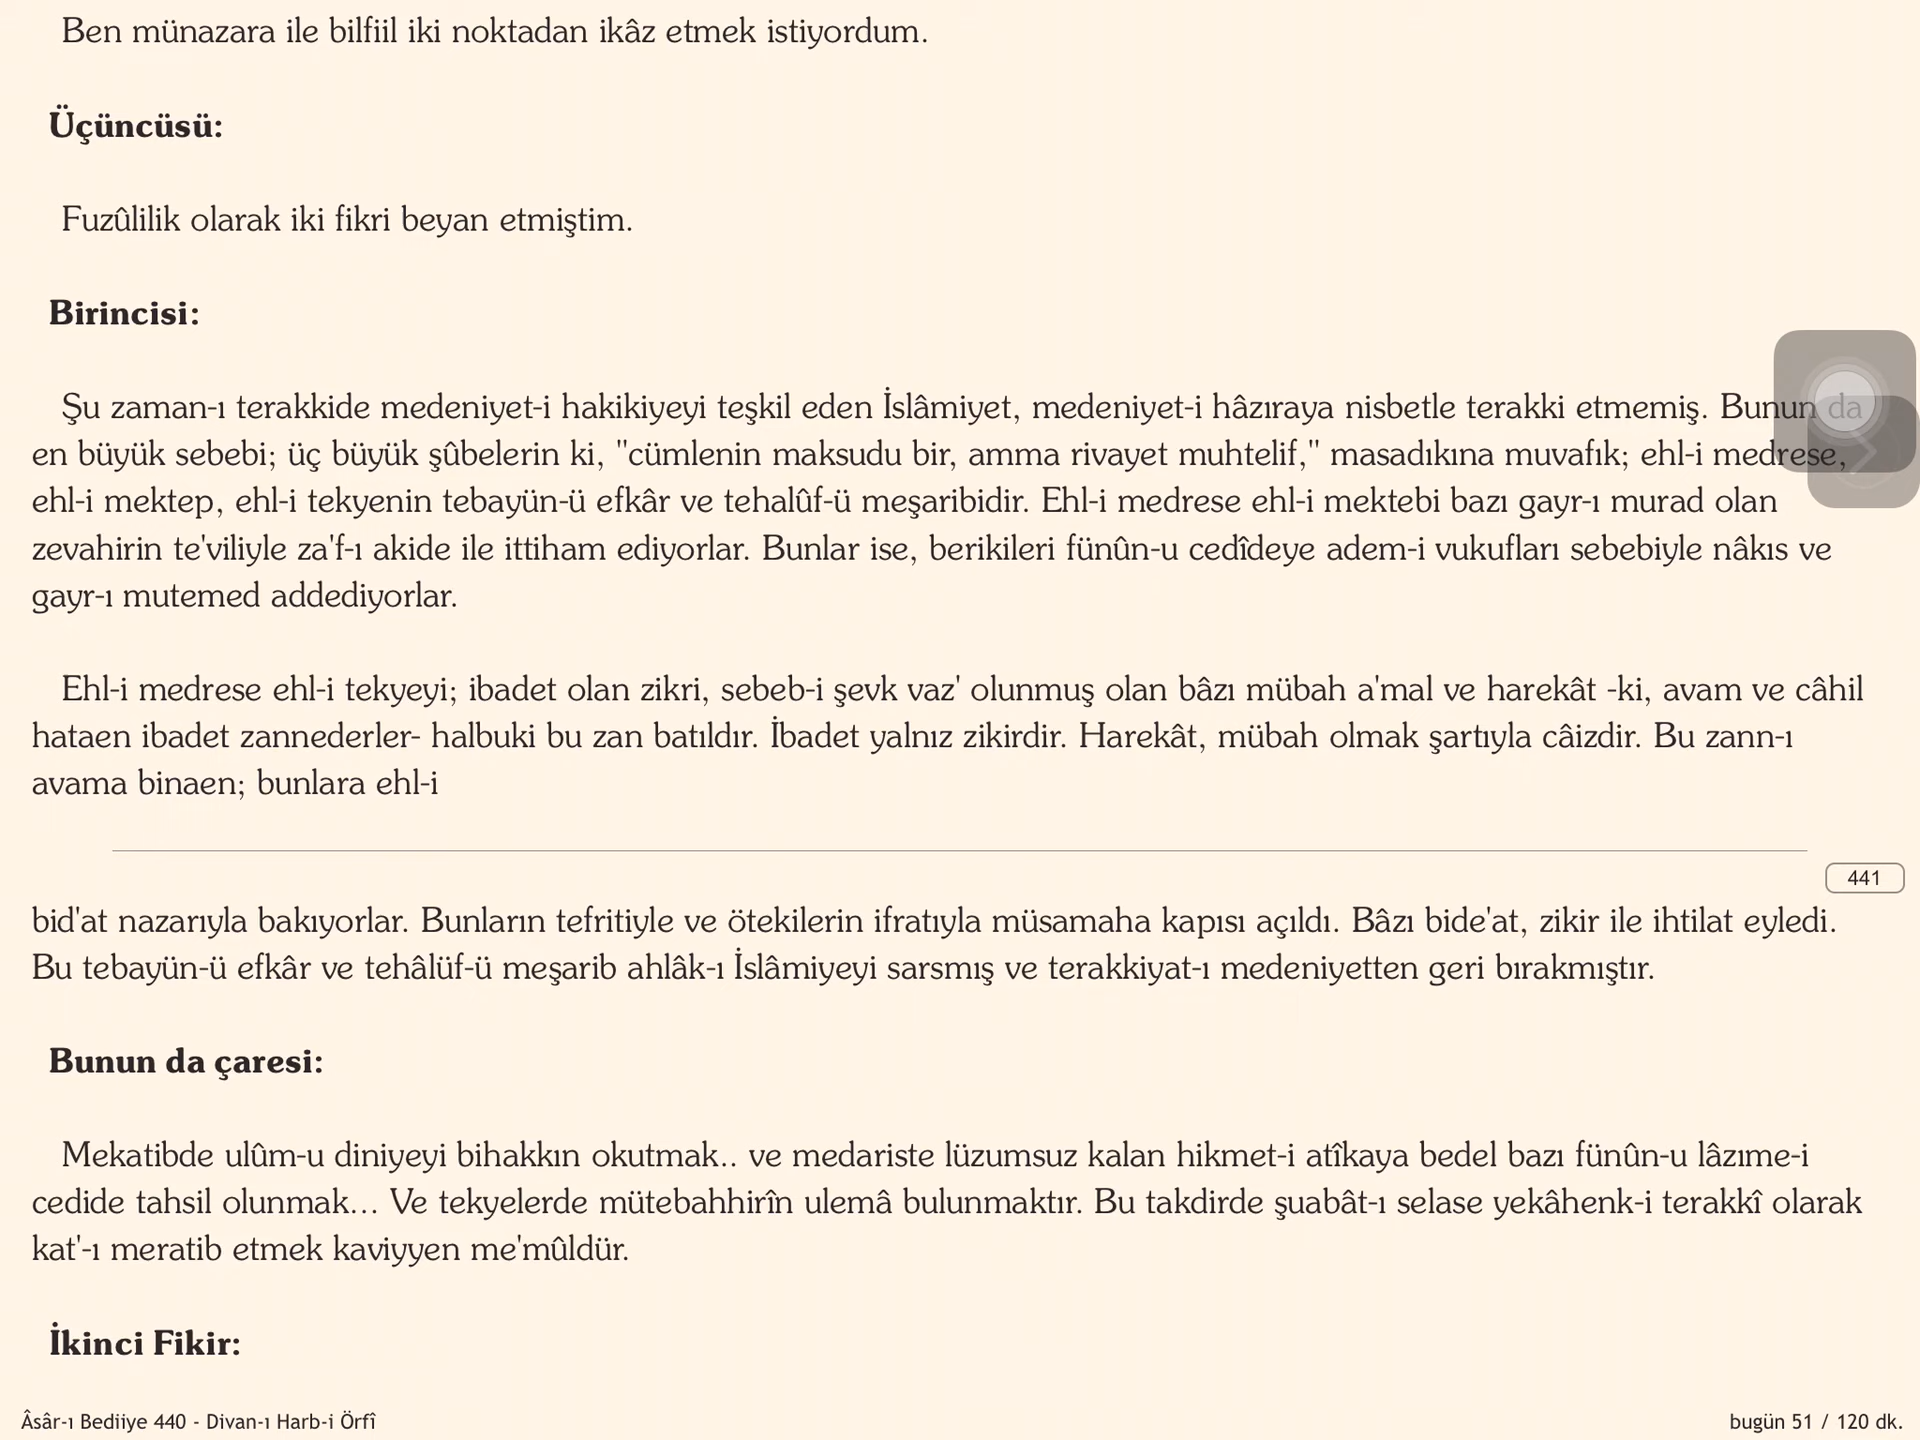 Ben münazara ile bilfiil iki noktadan ikâz etmek istiyordum.
Üçüncüsü:
Fuzûlilik olarak iki fikri beyan etmiştim.
Birincisi:
Şu zaman-ı terakkide medeniyet-i hakikiyeyi teşkil eden İslâmiyet, medeniyet-i hâzıraya nisbetle terakki etmemiş. Bunun da
en büyük sebebi; üç büyük şûbelerin ki, "cümlenin maksudu bir, amma rivayet muhtelif," masadıkına muvafık; ehl-i medrese,
ehl-i mektep, ehl-i tekyenin tebayün-ü efkâr ve tehalûf-ü meşaribidir. Ehl-i medrese ehl-i mektebi bazı gayr-ı murad olan
zevahirin te'viliyle za'f-ı akide ile ittiham ediyorlar. Bunlar ise, berikileri fünûn-u cedîdeye adem-i vukufları sebebiyle nâkıs ve
gayr-ı mutemed addediyorlar.
Ehl-i medrese ehl-i tekyeyi; ibadet olan zikri, sebeb-i şevk vaz' olunmuş olan bâzı mübah a'mal ve harekât -ki, avam ve câhil
hataen ibadet zannederler- halbuki bu zan batıldır. İbadet yalnız zikirdir. Harekât, mübah olmak şartıyla câizdir. Bu zann-ı
avama binaen; bunlara ehl-i
441
bid'at nazarıyla bakıyorlar. Bunların tefritiyle ve ötekilerin ifratıyla müsamaha kapısı açıldı. Bâzı bide'at, zikir ile ihtilat eyledi.
Bu tebayün-ü efkâr ve tehâlüf-ü meşarib ahlâk-ı İslâmiyeyi sarsmış ve terakkiyat-ı medeniyetten geri bırakmıştır.
Bunun da çaresi:
Mekatibde ulûm-u diniyeyi bihakkın okutmak.. ve medariste lüzumsuz kalan hikmet-i atîkaya bedel bazı fünûn-u lâzıme-i
cedide tahsil olunmak... Ve tekyelerde mütebahhirîn ulemâ bulunmaktır. Bu takdirde şuabât-ı selase yekâhenk-i terakkî olarak
kat'-ı meratib etmek kaviyyen me'mûldür.
İkinci Fikir:
Âsâr-ı Bediiye 440 - Divan-ı Harb-i Örfî
bugün 51 / 120 dk.